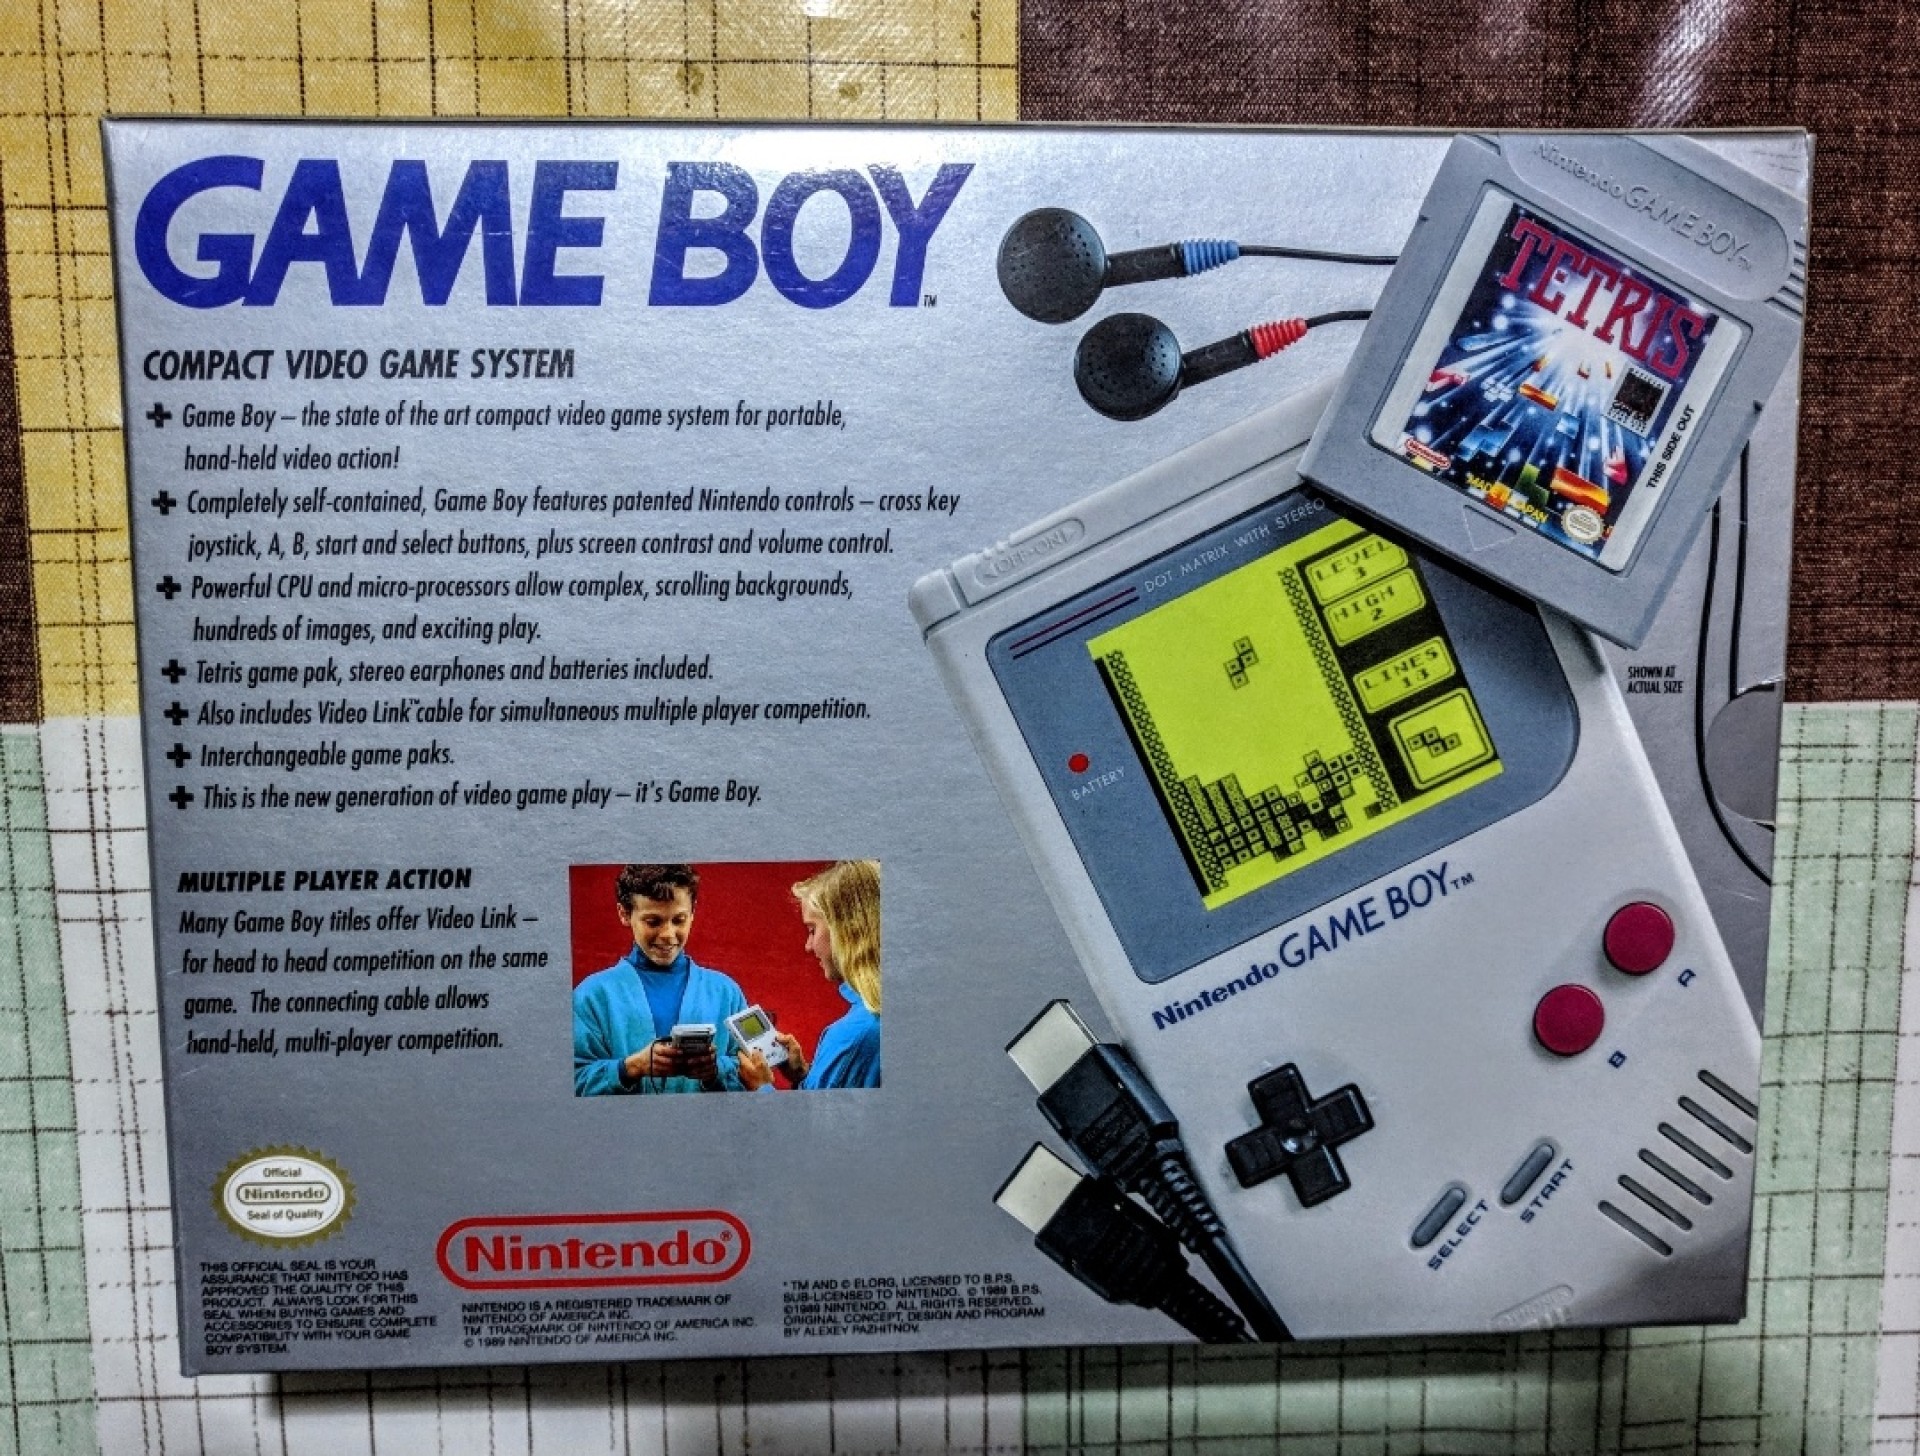 GAME BOY™
COMPACT VIDEO GAME SYSTEM
Game Boy – the state of the art compact video game system for portable,
hand-held video action!
Completely self-contained, Game Boy features patented Nintendo controls – cross key
joystick, A, B, start and select buttons, plus screen contrast and volume control.
Powerful CPU and micro-processors allow complex, scrolling backgrounds,
hundreds of images, and exciting play.
Tetris game pak, stereo earphones and batteries included.
Also includes Video Link™ cable for simultaneous multiple player competition.
Interchangeable game paks.
This is the new generation of video game play – it's Game Boy.
MULTIPLE PLAYER ACTION
Many Game Boy titles offer Video Link –
for head to head competition on the same
game. The connecting cable allows
hand-held, multi-player competition.
Official
Nintendo
Seal of Quality
THIS OFFICIAL SEAL IS YOUR
ASSURANCE THAT NINTENDO HAS
APPROVED THE QUALITY OF THIS
PRODUCT. ALWAYS LOOK FOR THIS
SEAL WHEN BUYING GAMES AND
ACCESSORIES TO ENSURE COMPLETE
COMPATIBILITY WITH YOUR GAME
BOY SYSTEM.
Nintendo®
NINTENDO IS A REGISTERED TRADEMARK OF
NINTENDO OF AMERICA INC.
TM TRADEMARK OF NINTENDO OF AMERICA INC.
© 1989 NINTENDO OF AMERICA INC.
* TM AND © ELORG, LICENSED TO B.P.S.
SUB-LICENSED TO NINTENDO. © 1989 B.P.S.
©1989 NINTENDO. ALL RIGHTS RESERVED.
ORIGINAL CONCEPT, DESIGN AND PROGRAM
BY ALEXEY PAZHITNOV.
Nintendo GAME BOY™
TETRIS
THIS SIDE OUT
Nintendo
MADE IN JAPAN
SHOWN AT
ACTUAL SIZE
OFF-ON
DOT MATRIX WITH STEREO
LEVEL
3
HIGH
2
LINES
13
BATTERY
Nintendo GAME BOY™
A
B
SELECT
START